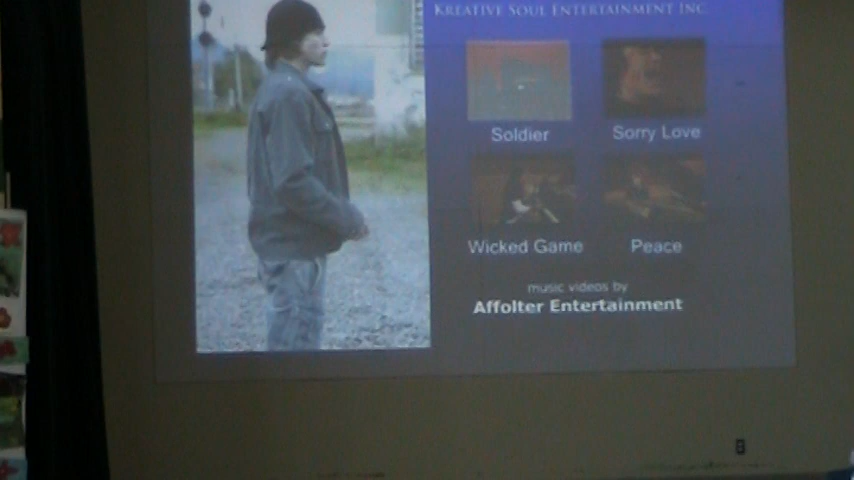 KREATIVE SOUL ENTERTAINMENT INC.
Soldier
Sorry Love
Wicked Game
Peace
music videos by
Affolter Entertainment